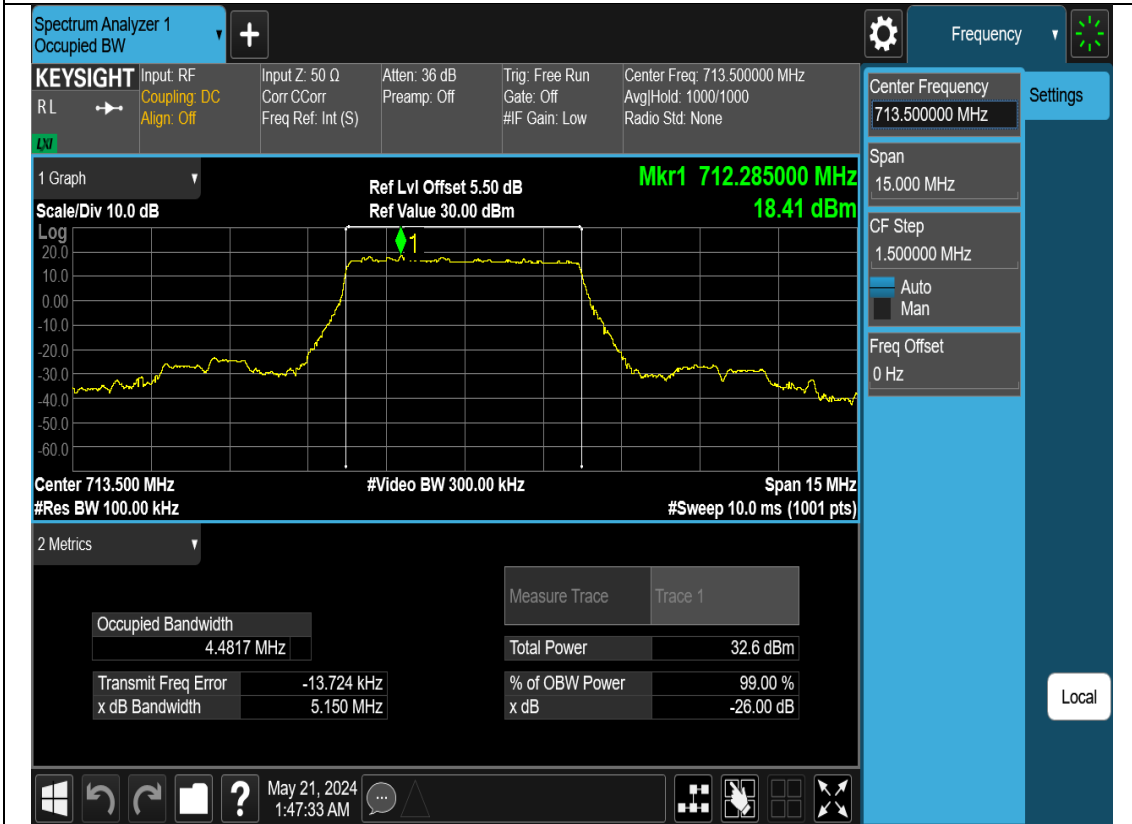 Spectrum Analyzer 1
Occupied BW
+
Frequency
KEYSIGHT
RL
LXI
Input: RF
Coupling: DC
Align: Off
Input Z: 50 Ω
Corr CCorr
Freq Ref: Int (S)
Atten: 36 dB
Preamp: Off
Trig: Free Run
Gate: Off
#IF Gain: Low
Center Freq: 713.500000 MHz
Avg|Hold: 1000/1000
Radio Std: None
Center Frequency
713.500000 MHz
Settings
Span
15.000 MHz
CF Step
1.500000 MHz
Auto
Man
Freq Offset
0 Hz
Local
1 Graph
Scale/Div 10.0 dB
Ref Lvl Offset 5.50 dB
Ref Value 30.00 dBm
Mkr1 712.285000 MHz
18.41 dBm
Log
1
20.0
10.0
0.00
-10.0
-20.0
-30.0
-40.0
-50.0
-60.0
Center 713.500 MHz
#Res BW 100.00 kHz
#Video BW 300.00 kHz
Span 15 MHz
#Sweep 10.0 ms (1001 pts)
2 Metrics
Measure Trace Trace 1
Occupied Bandwidth
4.4817 MHz
Total Power 32.6 dBm
Transmit Freq Error -13.724 kHz
% of OBW Power 99.00 %
x dB Bandwidth 5.150 MHz
x dB -26.00 dB
?
May 21, 2024
1:47:33 AM